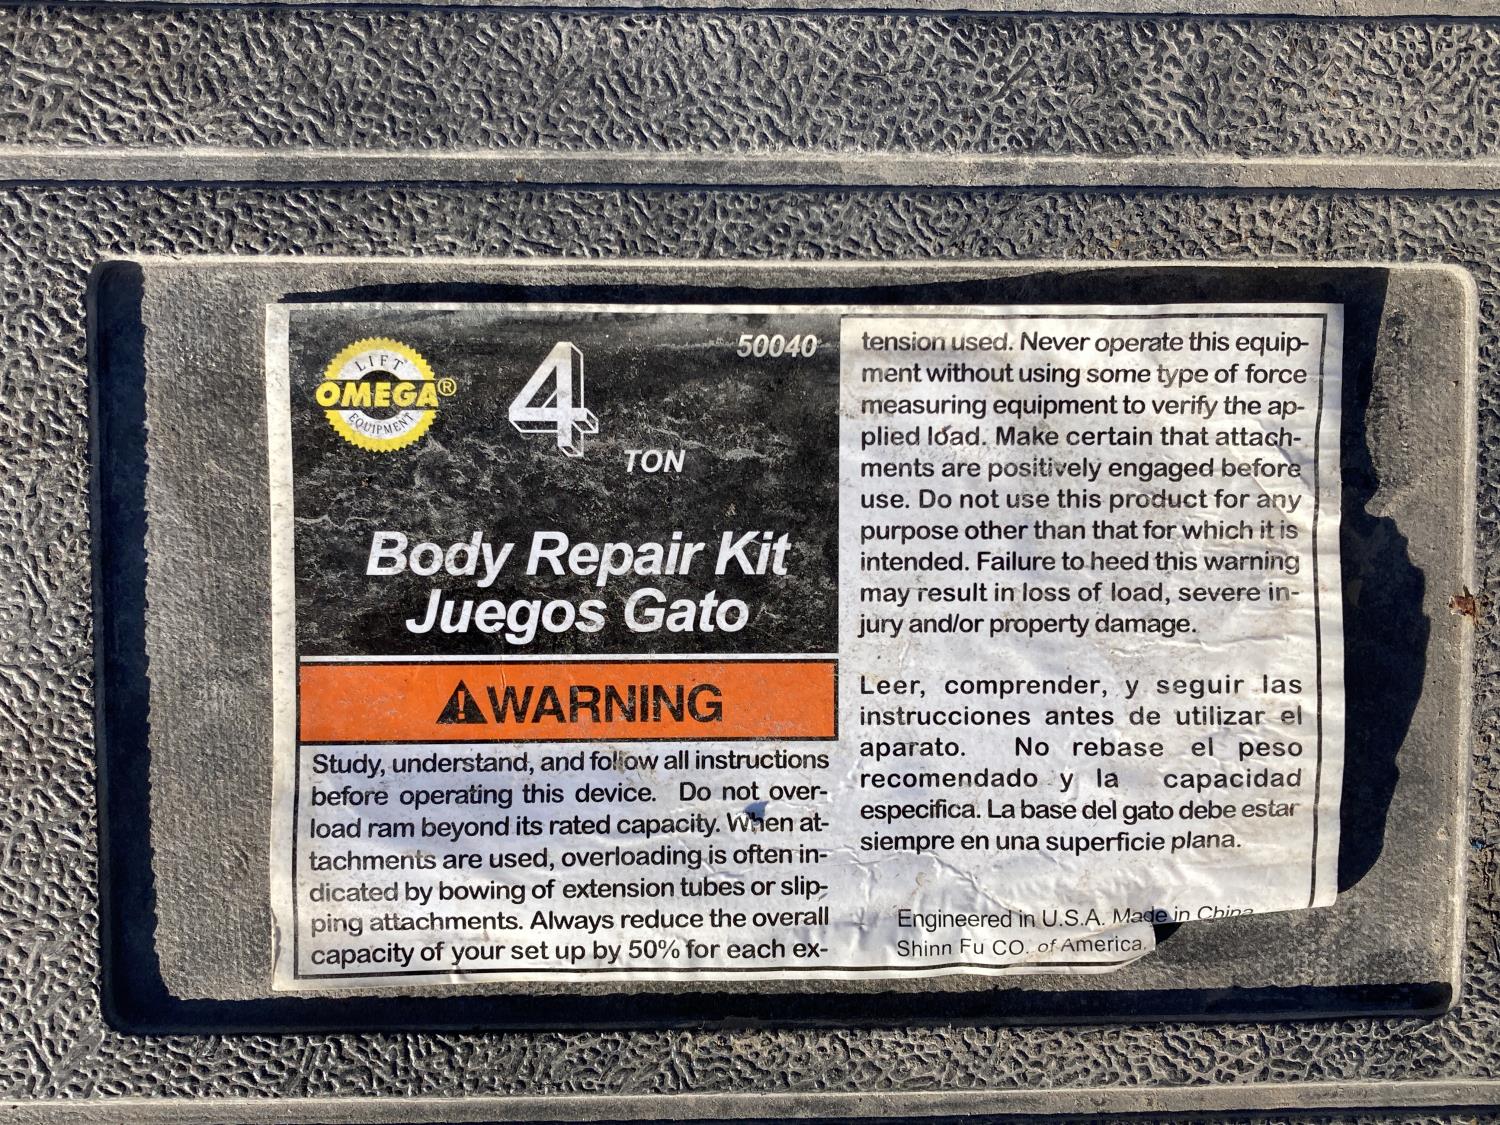 LIFT
OMEGA®
EQUIPMENT
4
TON
50040
Body Repair Kit
Juegos Gato
WARNING
Study, understand, and follow all instructions
before operating this device. Do not over-
load ram beyond its rated capacity. When at-
tachments are used, overloading is often in-
dicated by bowing of extension tubes or slip-
ping attachments. Always reduce the overall
capacity of your set up by 50% for each ex-
tension used. Never operate this equip-
ment without using some type of force
measuring equipment to verify the ap-
plied load. Make certain that attach-
ments are positively engaged before
use. Do not use this product for any
purpose other than that for which it is
intended. Failure to heed this warning
may result in loss of load, severe in-
jury and/or property damage.
Leer, comprender, y seguir las
instrucciones antes de utilizar el
aparato. No rebase el peso
recomendado y la capacidad
especifica. La base del gato debe estar
siempre en una superficie plana.
Engineered in U.S.A. Made in China
Shinn Fu CO. of America.